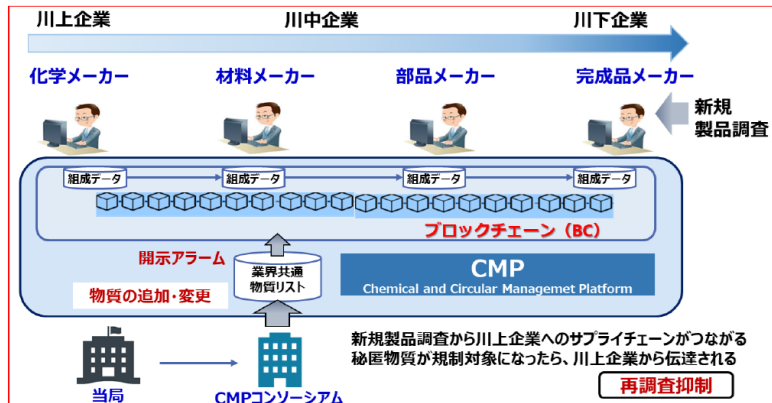 川上企業
川中企業
川下企業
化学メーカー
材料メーカー
部品メーカー
完成品メーカー
新規
製品調査
組成データ
組成データ
組成データ
組成データ
ブロックチェーン（BC）
開示アラーム
業界共通
物質リスト
物質の追加・変更
CMP
Chemical and Circular Managemet Platform
新規製品調査から川上企業へのサプライチェーンがつながる
秘匿物質が規制対象になったら、川上企業から伝達される
再調査抑制
当局
CMPコンソーシアム